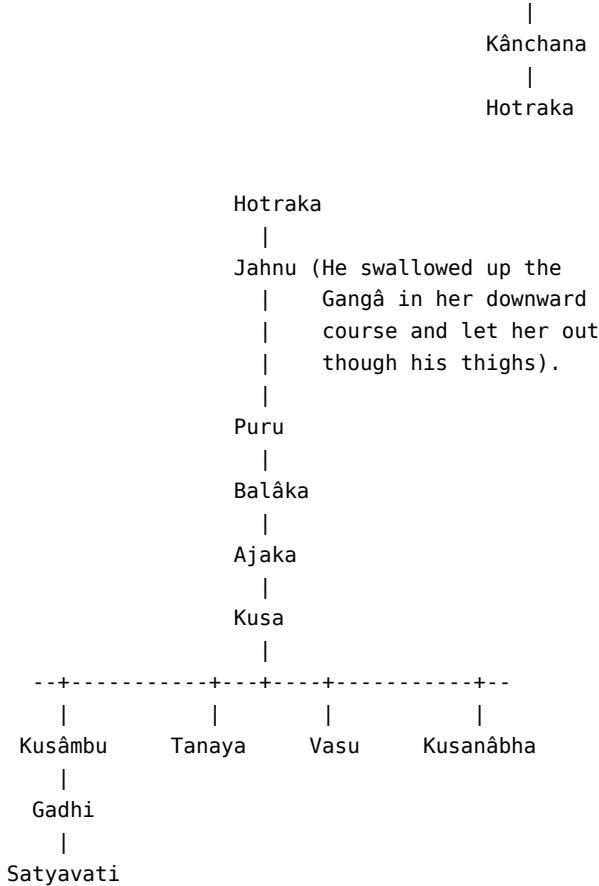 Kânchana
Hotraka
Hotraka
Jahnu (He swallowed up the
Gangâ in her downward
course and let her out
though his thighs).
Puru
Balâka
Ajaka
Kusa
Kusâmbu Tanaya Vasu Kusanâbha
Gadhi
Satyavati